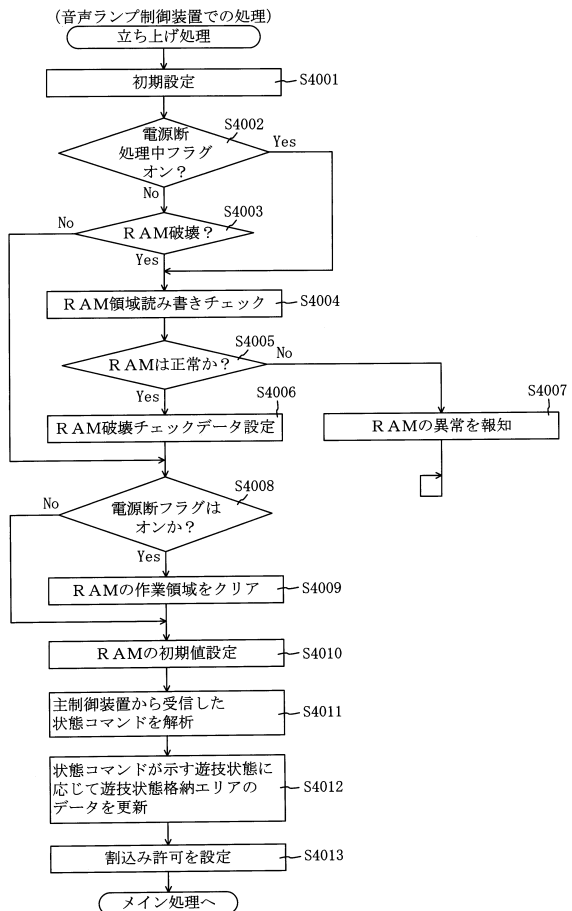 (音声ランプ制御装置での処理)
立ち上げ処理
初期設定
S4001
電源断
処理中フラグ
オン？
S4002
Yes
No
RAM破壊？
S4003
No
Yes
RAM領域読み書きチェック
S4004
RAMは正常か？
S4005
No
Yes
RAM破壊チェックデータ設定
S4006
RAMの異常を報知
S4007
電源断フラグは
オンか？
S4008
No
Yes
RAMの作業領域をクリア
S4009
RAMの初期値設定
S4010
主制御装置から受信した
状態コマンドを解析
S4011
状態コマンドが示す遊技状態に
応じて遊技状態格納エリアの
データを更新
S4012
割込み許可を設定
S4013
メイン処理へ